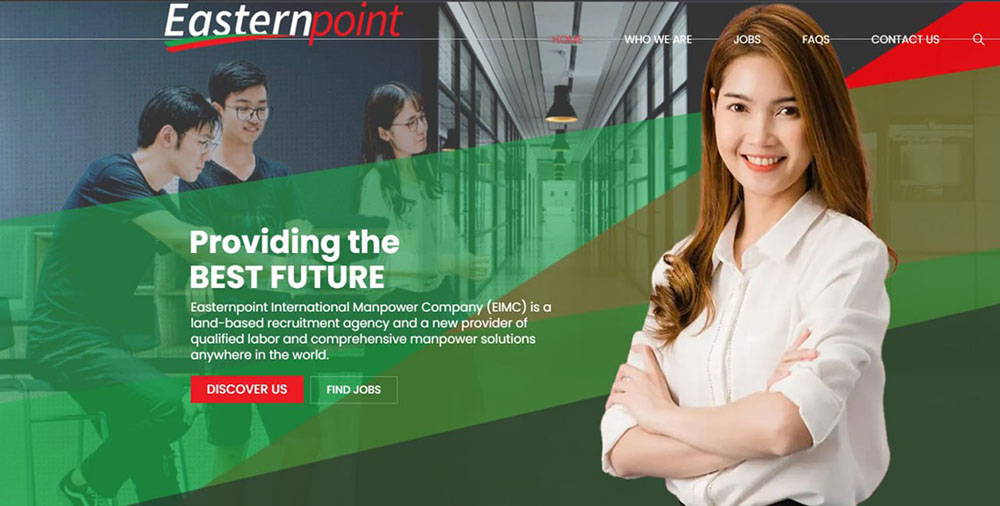 Easternpoint
HOME
WHO WE ARE
JOBS
FAQS
CONTACT US
Providing the
BEST FUTURE
Easternpoint International Manpower Company (EIMC) is a
land-based recruitment agency and a new provider of
qualified labor and comprehensive manpower solutions
anywhere in the world.
DISCOVER US
FIND JOBS